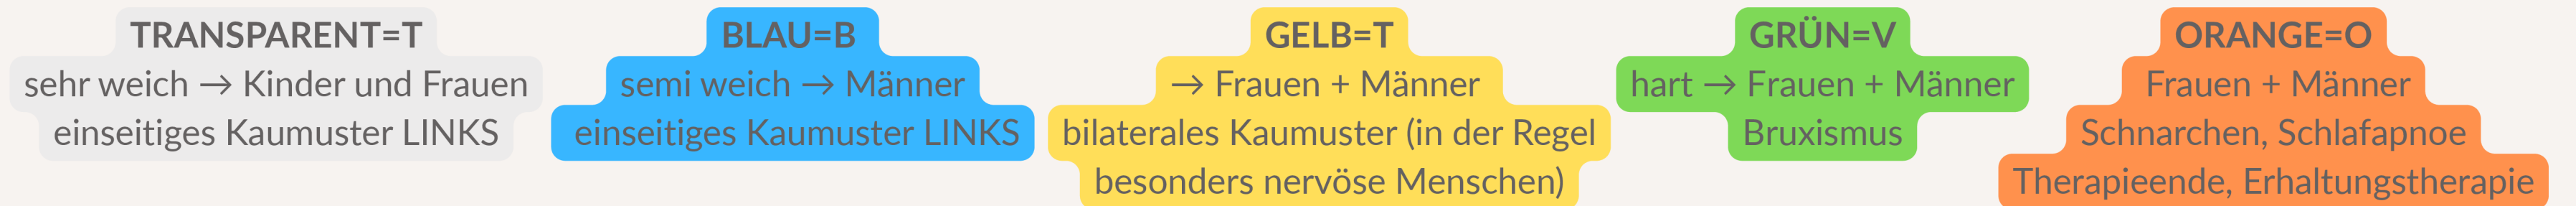 TRANSPARENT=T
sehr weich → Kinder und Frauen
einseitiges Kaumuster LINKS
BLAU=B
semi weich → Männer
einseitiges Kaumuster LINKS
GELB=T
→ Frauen + Männer
bilaterales Kaumuster (in der Regel
besonders nervöse Menschen)
GRÜN=V
hart → Frauen + Männer
Bruxismus
ORANGE=O
Frauen + Männer
Schnarchen, Schlafapnoe
Therapieende, Erhaltungstherapie